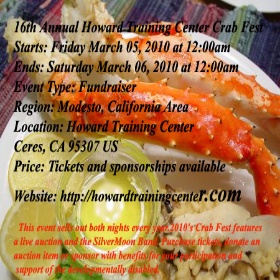 16th Annual Howard Training Center Crab Fest
Starts: Friday March 05, 2010 at 12:00am
Ends: Saturday March 06, 2010 at 12:00am
Event Type: Fundraiser
Region: Modesto, California Area
Location: Howard Training Center
Ceres, CA 95307 US
Price: Tickets and sponsorships available
Website: http://howardtrainingcenter.com
This event sells out both nights every year.2010's Crab Fest features
a live auction and the SilverMoon Band. Purchase tickets, donate an
auction item or sponsor with benefits for your participation and
support of the developmentally disabled.